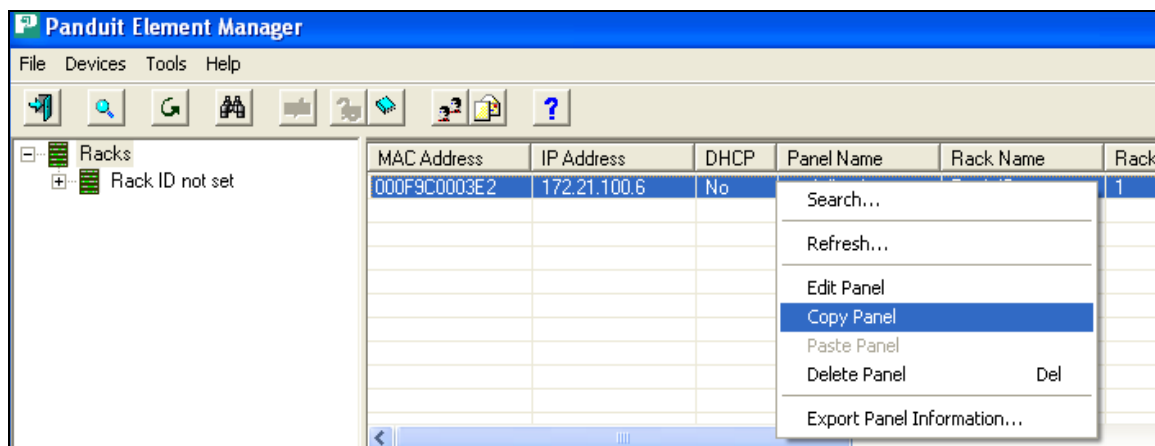 Panduit Element Manager
File Devices Tools Help
Racks
Rack ID not set
MAC Address IP Address DHCP Panel Name Rack Name Rack
000F9C0003E2 172.21.100.6 No 1
Search...
Refresh...
Edit Panel
Copy Panel
Paste Panel
Delete Panel Del
Export Panel Information...